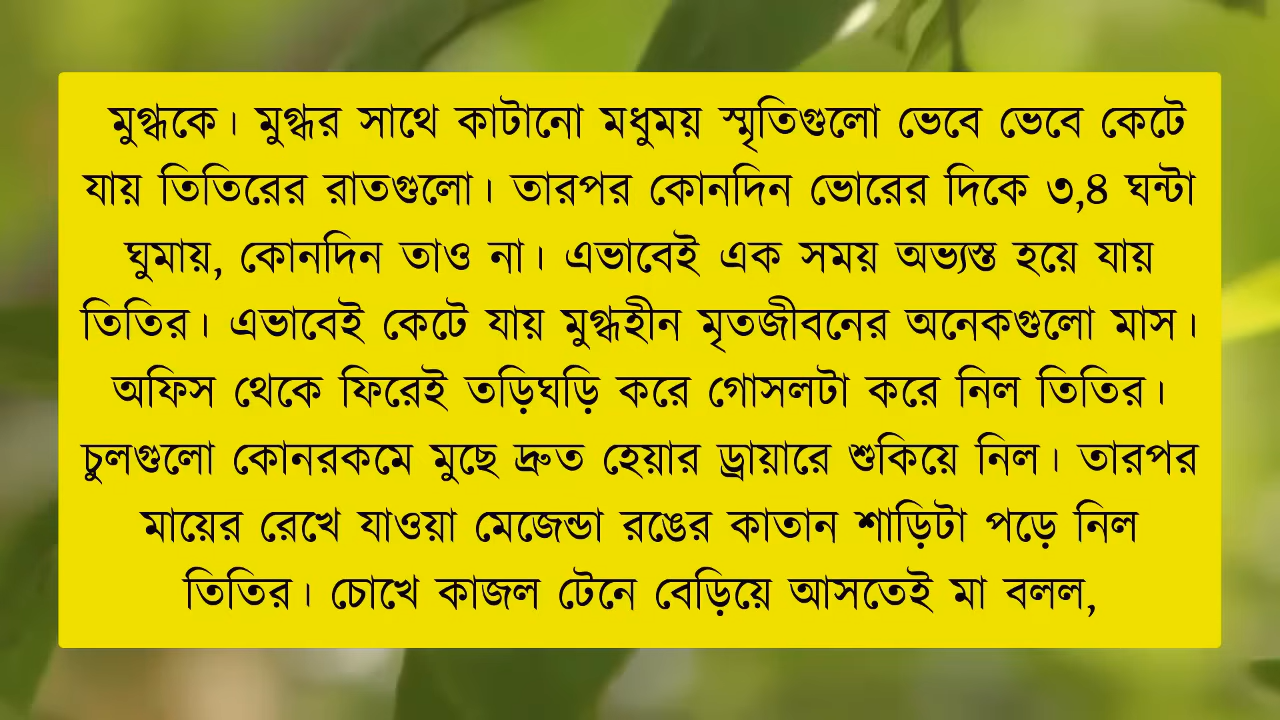 মুগ্ধকে। মুগ্ধর সাথে কাটানো মধুময় স্মৃতিগুলো ভেবে ভেবে কেটে
যায় তিতিরের রাতগুলো। তারপর কোনদিন ভোরের দিকে ৩,৪ ঘন্টা
ঘুমায়, কোনদিন তাও না। এভাবেই এক সময় অভ্যস্ত হয়ে যায়
তিতির। এভাবেই কেটে যায় মুগ্ধহীন মৃতজীবনের অনেকগুলো মাস।
অফিস থেকে ফিরেই তড়িঘড়ি করে গোসলটা করে নিল তিতির।
চুলগুলো কোনরকমে মুছে দ্রুত হেয়ার ড্রায়ারে শুকিয়ে নিল। তারপর
মায়ের রেখে যাওয়া মেজেন্ডা রঙের কাতান শাড়িটা পড়ে নিল
তিতির। চোখে কাজল টেনে বেড়িয়ে আসতেই মা বলল,